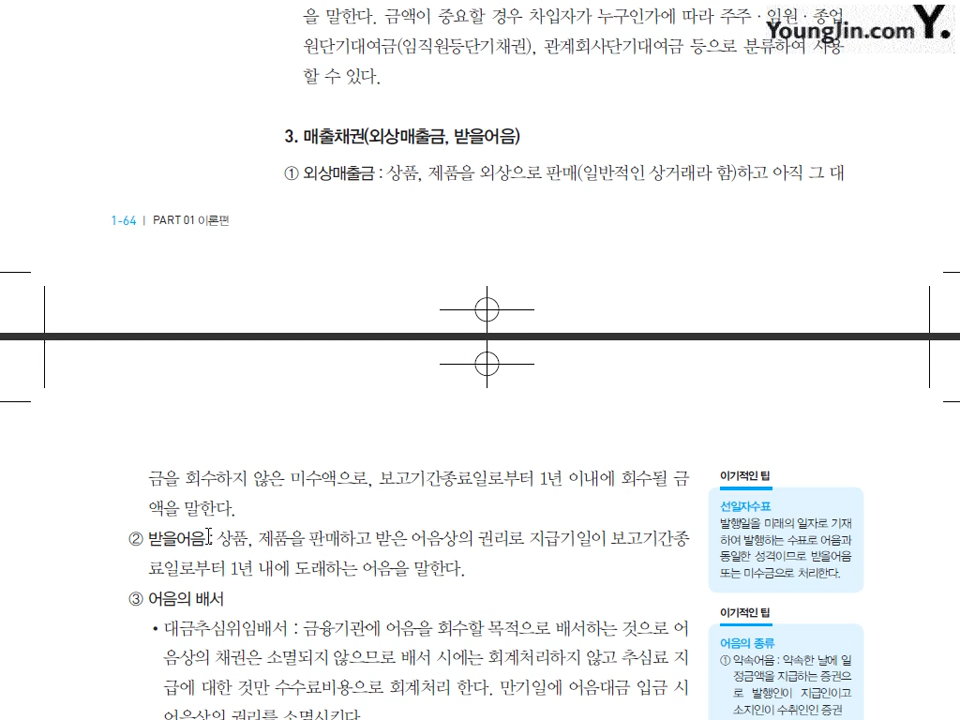 을 말한다. 금액이 중요할 경우 차입자가 누구인가에 따라 주주·임원·종업
YoungJin.com Y.
원단기대여금(임직원등단기채권), 관계회사단기대여금 등으로 분류하여 사용
할 수 있다.
3. 매출채권(외상매출금, 받을어음)
① 외상매출금 : 상품, 제품을 외상으로 판매(일반적인 상거래라 함)하고 아직 그 대
1-64 | PART 01 이론편
금을 회수하지 않은 미수액으로, 보고기간종료일로부터 1년 이내에 회수될 금
액을 말한다.
② 받을어음 : 상품, 제품을 판매하고 받은 어음상의 권리로 지급기일이 보고기간종
료일로부터 1년 내에 도래하는 어음을 말한다.
③ 어음의 배서
• 대금추심위임배서 : 금융기관에 어음을 회수할 목적으로 배서하는 것으로 어
음상의 채권은 소멸되지 않으므로 배서 시에는 회계처리하지 않고 추심료 지
급에 대한 것만 수수료비용으로 회계처리 한다. 만기일에 어음대금 입금 시
어음상의 권리를 소멸시킨다.
이기적인 팁
선일자수표
발행일을 미래의 일자로 기재
하여 발행하는 수표로 어음과
동일한 성격이므로 받을어음
또는 미수금으로 처리한다.
이기적인 팁
어음의 종류
① 약속어음 : 약속한 날에 일
정금액을 지급하는 증권으
로 발행인이 지급인이고
소지인이 수취인인 증권